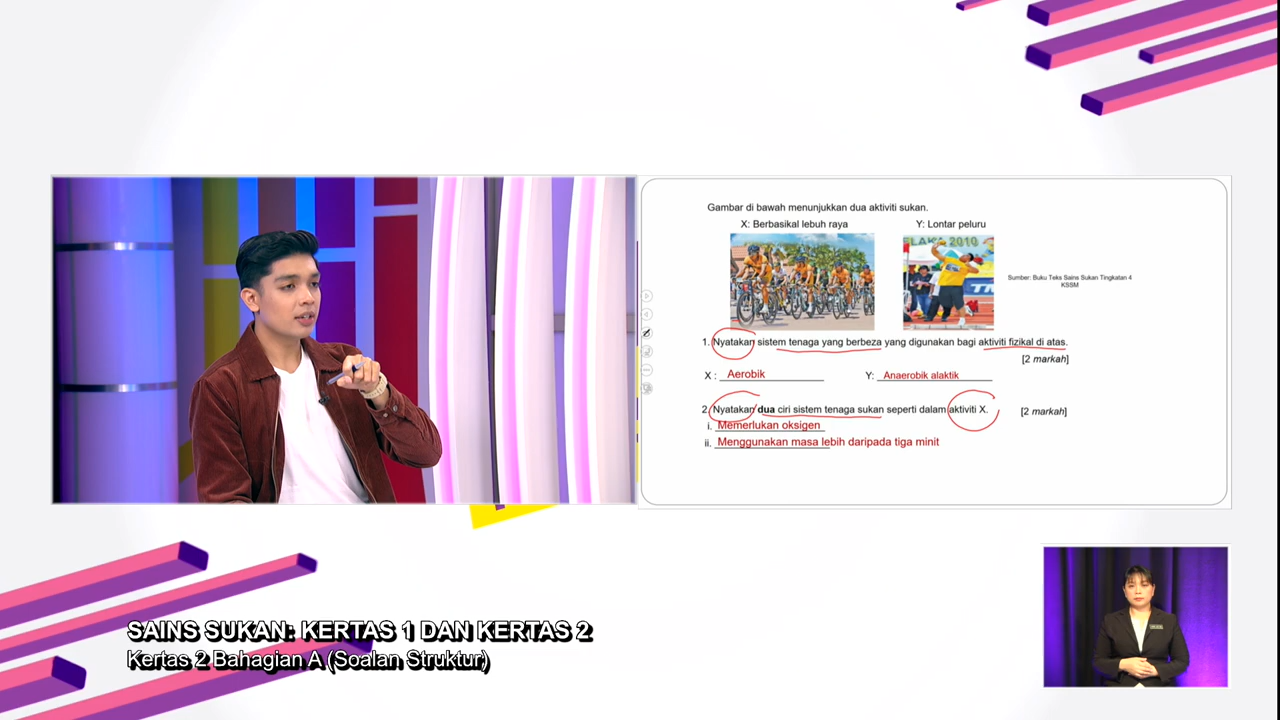 Gambar di bawah menunjukkan dua aktiviti sukan.
X: Berbasikal lebuh raya
Y: Lontar peluru
ELAKA 2010
Sumber: Buku Teks Sains Sukan Tingkatan 4
KSSM
1. Nyatakan sistem tenaga yang berbeza yang digunakan bagi aktiviti fizikal di atas.
[2 markah]
X : Aerobik
Y: Anaerobik alaktik
2. Nyatakan dua ciri sistem tenaga sukan seperti dalam aktiviti X.
[2 markah]
i. Memerlukan oksigen
ii. Menggunakan masa lebih daripada tiga minit
SAINS SUKAN: KERTAS 1 DAN KERTAS 2
Kertas 2 Bahagian A (Soalan Struktur)